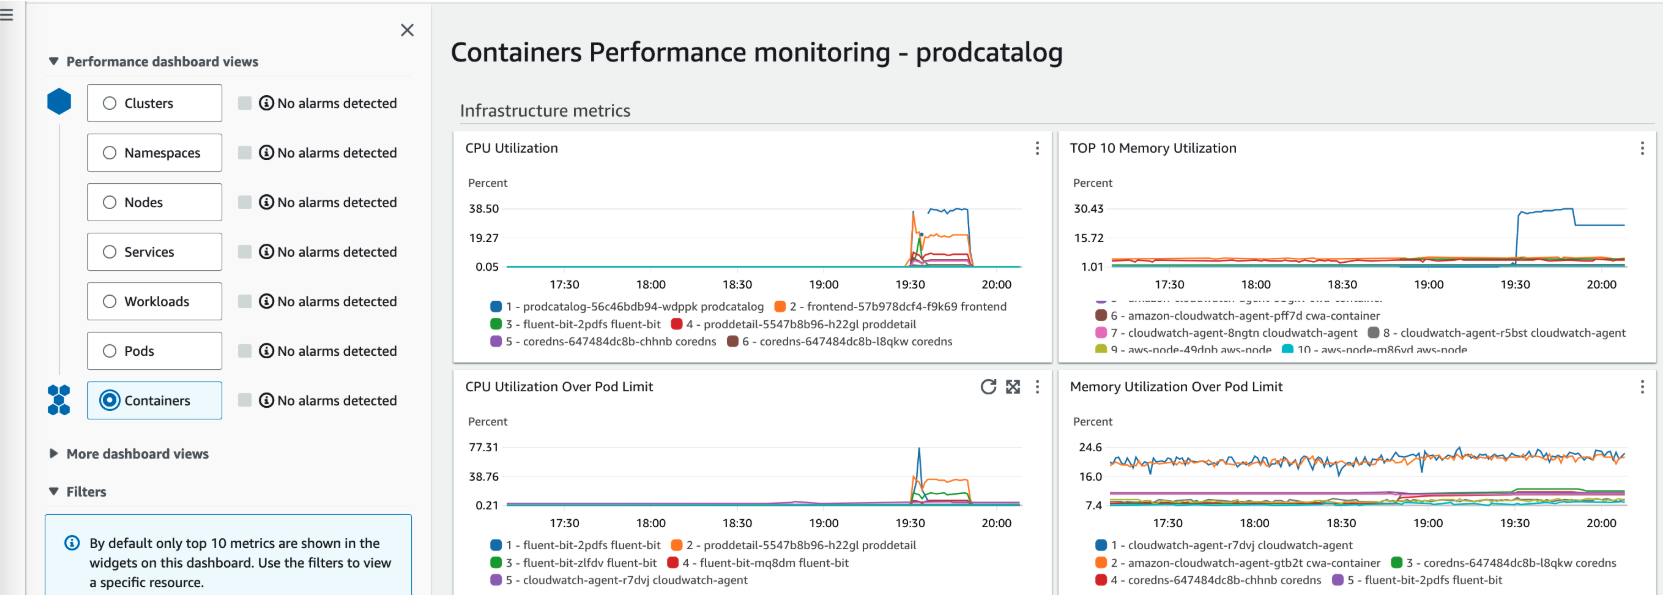 Performance dashboard views
Clusters No alarms detected
Namespaces No alarms detected
Nodes No alarms detected
Services No alarms detected
Workloads No alarms detected
Pods No alarms detected
Containers No alarms detected
More dashboard views
Filters
By default only top 10 metrics are shown in the
widgets on this dashboard. Use the filters to view
a specific resource.
Containers Performance monitoring - prodcatalog
Infrastructure metrics
CPU Utilization
Percent
38.50
19.27
0.05
17:30 18:00 18:30 19:00 19:30 20:00
1 - prodcatalog-56c46bdb94-wdppk prodcatalog 2 - frontend-57b978dcf4-f9k69 frontend
3 - fluent-bit-2pdfs fluent-bit 4 - proddetail-5547b8b96-h22gl proddetail
5 - coredns-647484dc8b-chhnb coredns 6 - coredns-647484dc8b-l8qkw coredns
TOP 10 Memory Utilization
Percent
30.43
15.72
1.01
17:30 18:00 18:30 19:00 19:30 20:00
6 - amazon-cloudwatch-agent-pff7d cwa-container
7 - cloudwatch-agent-8ngtn cloudwatch-agent 8 - cloudwatch-agent-r5bst cloudwatch-agent
9 - aws-node-49dnb aws-node 10 - aws-node-m86vd aws-node
CPU Utilization Over Pod Limit
Percent
77.31
38.76
0.21
17:30 18:00 18:30 19:00 19:30 20:00
1 - fluent-bit-2pdfs fluent-bit 2 - proddetail-5547b8b96-h22gl proddetail
3 - fluent-bit-zlfdv fluent-bit 4 - fluent-bit-mq8dm fluent-bit
5 - cloudwatch-agent-r7dvj cloudwatch-agent
Memory Utilization Over Pod Limit
Percent
24.6
16.0
7.4
17:30 18:00 18:30 19:00 19:30 20:00
1 - cloudwatch-agent-r7dvj cloudwatch-agent
2 - amazon-cloudwatch-agent-gtb2t cwa-container 3 - coredns-647484dc8b-l8qkw coredns
4 - coredns-647484dc8b-chhnb coredns 5 - fluent-bit-2pdfs fluent-bit